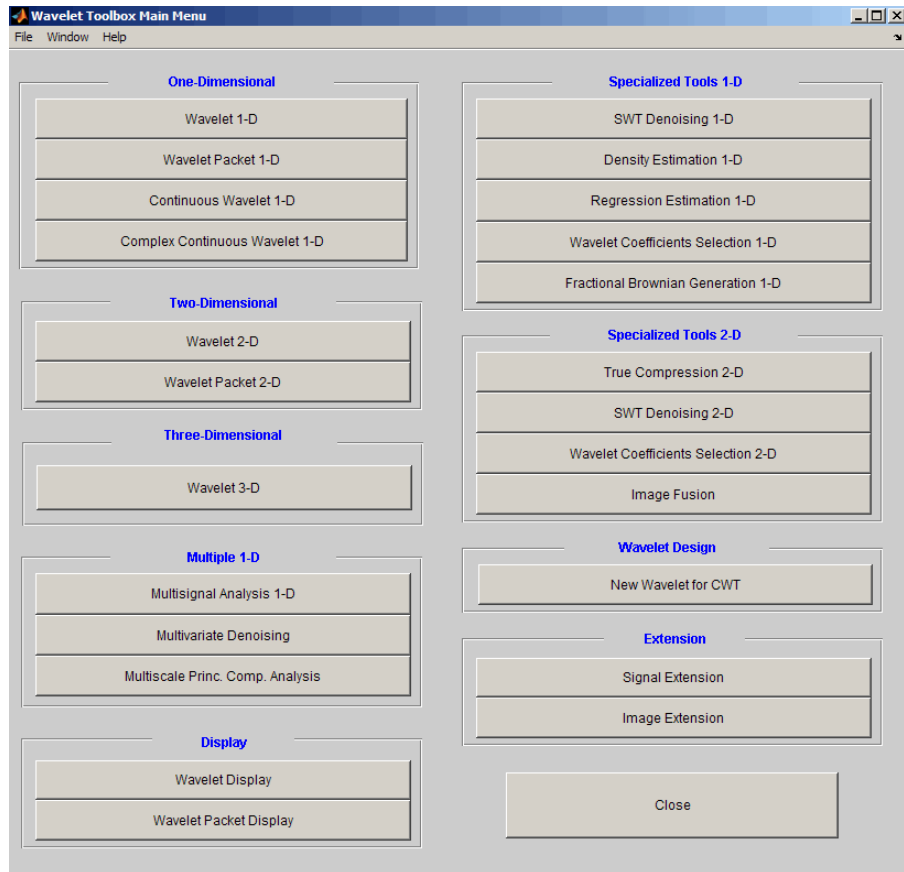 Wavelet Toolbox Main Menu
File Window Help
One-Dimensional
Wavelet 1-D
Wavelet Packet 1-D
Continuous Wavelet 1-D
Complex Continuous Wavelet 1-D
Two-Dimensional
Wavelet 2-D
Wavelet Packet 2-D
Three-Dimensional
Wavelet 3-D
Multiple 1-D
Multisignal Analysis 1-D
Multivariate Denoising
Multiscale Princ. Comp. Analysis
Display
Wavelet Display
Wavelet Packet Display
Specialized Tools 1-D
SWT Denoising 1-D
Density Estimation 1-D
Regression Estimation 1-D
Wavelet Coefficients Selection 1-D
Fractional Brownian Generation 1-D
Specialized Tools 2-D
True Compression 2-D
SWT Denoising 2-D
Wavelet Coefficients Selection 2-D
Image Fusion
Wavelet Design
New Wavelet for CWT
Extension
Signal Extension
Image Extension
Close